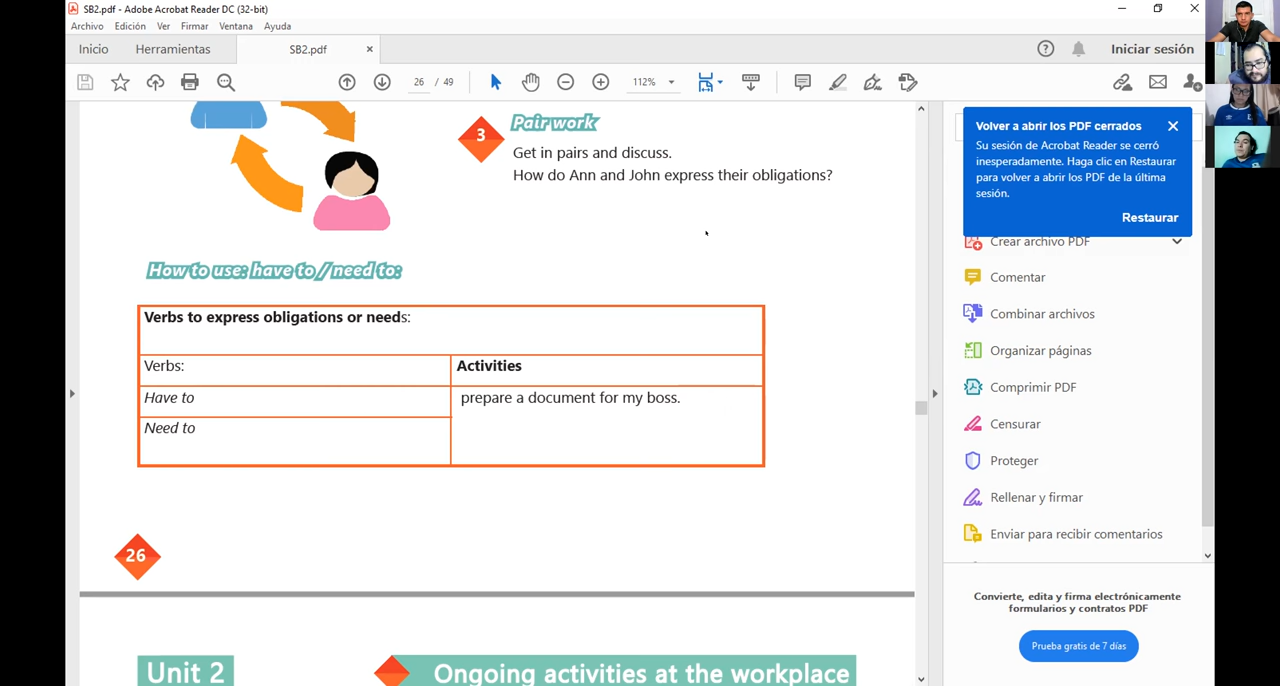 SB2.pdf - Adobe Acrobat Reader DC (32-bit)
Archivo Edición Ver Firmar Ventana Ayuda
Inicio Herramientas SB2.pdf × Iniciar sesión
26 / 49 112%
3 Pair work
Get in pairs and discuss.
How do Ann and John express their obligations?
How to use: have to / need to:
Verbs to express obligations or needs:
Verbs: Activities
Have to prepare a document for my boss.
Need to
26
Unit 2 Ongoing activities at the workplace
Volver a abrir los PDF cerrados
Su sesión de Acrobat Reader se cerró
inesperadamente. Haga clic en Restaurar
para volver a abrir los PDF de la última
sesión.
Restaurar
Crear archivo PDF
Comentar
Combinar archivos
Organizar páginas
Comprimir PDF
Censurar
Proteger
Rellenar y firmar
Enviar para recibir comentarios
Convierte, edita y firma electrónicamente
formularios y contratos PDF
Prueba gratis de 7 días